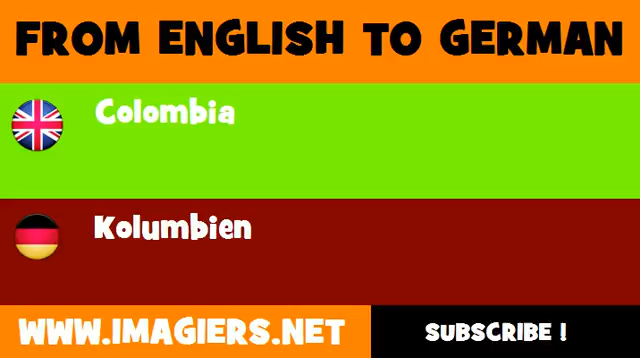 FROM ENGLISH TO GERMAN
Colombia
Kolumbien
WWW.IMAGIERS.NET
SUBSCRIBE !